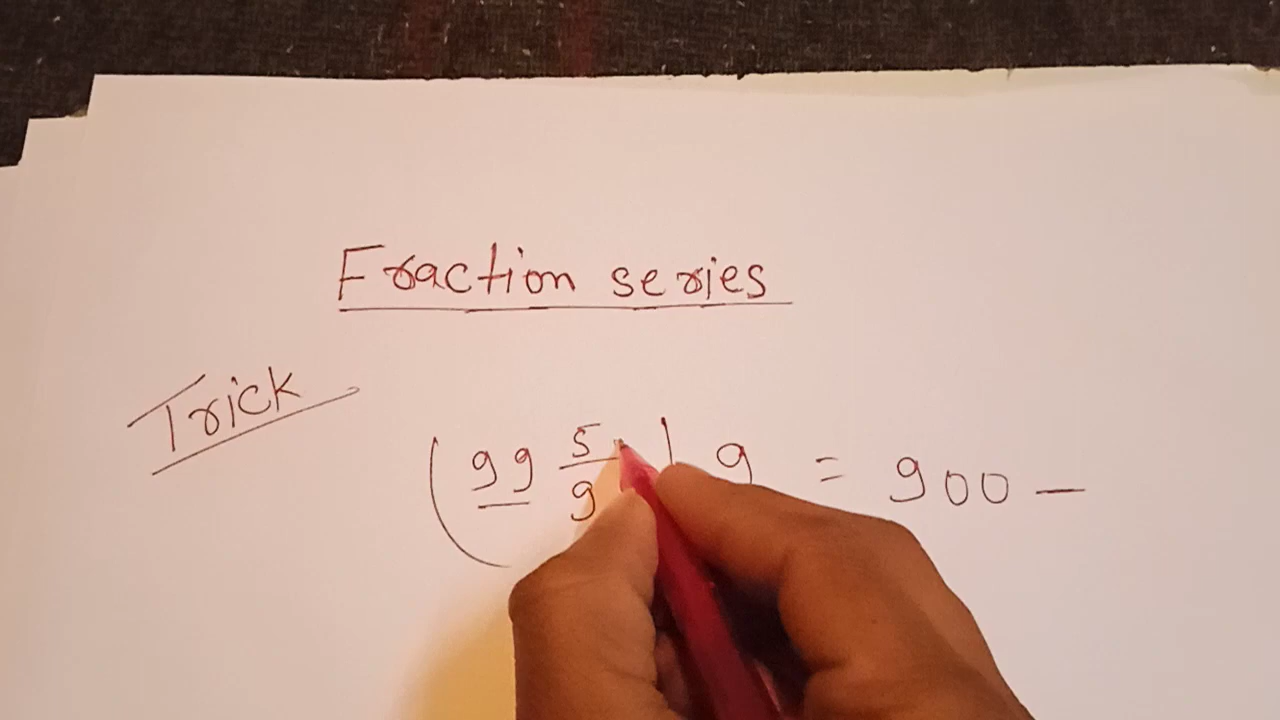 Fraction series
Trick
(99 5/9) 9 = 900 –